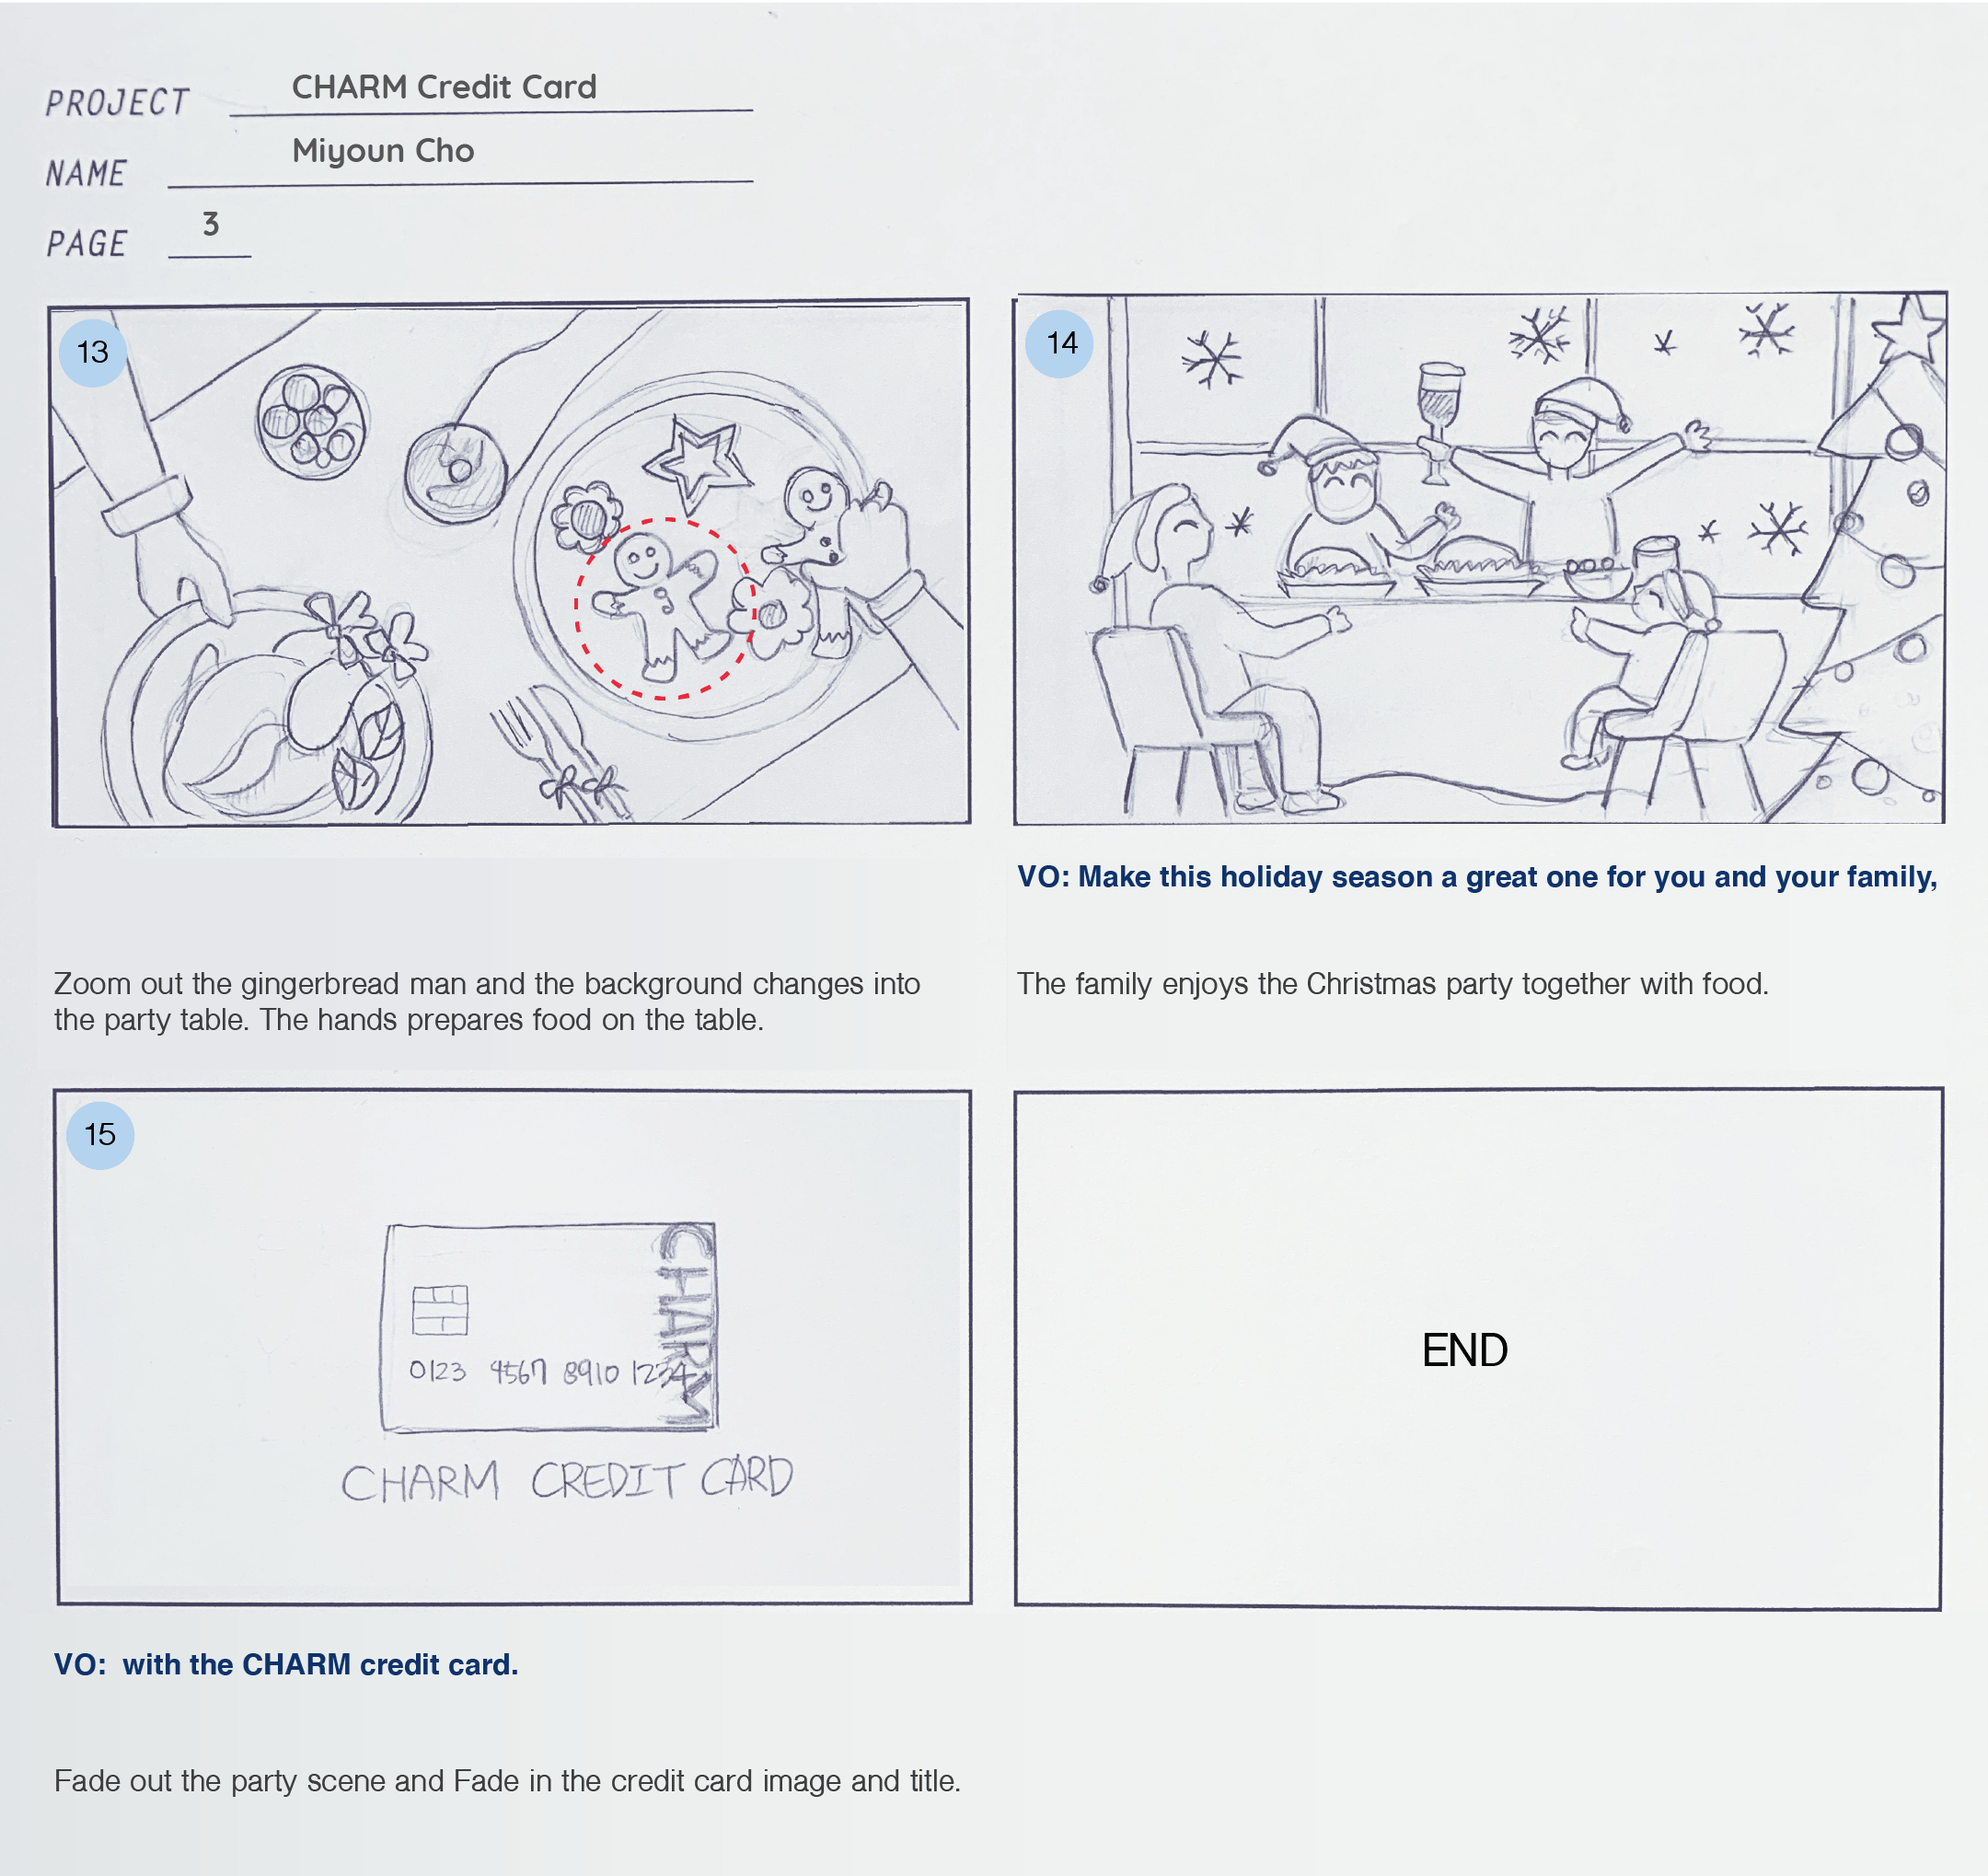 PROJECT CHARM Credit Card
NAME Miyoun Cho
PAGE 3
13
14
VO: Make this holiday season a great one for you and your family,
Zoom out the gingerbread man and the background changes into
the party table. The hands prepares food on the table.
The family enjoys the Christmas party together with food.
15
CHARM
0123 4567 8910 1234
CHARM CREDIT CARD
END
VO: with the CHARM credit card.
Fade out the party scene and Fade in the credit card image and title.